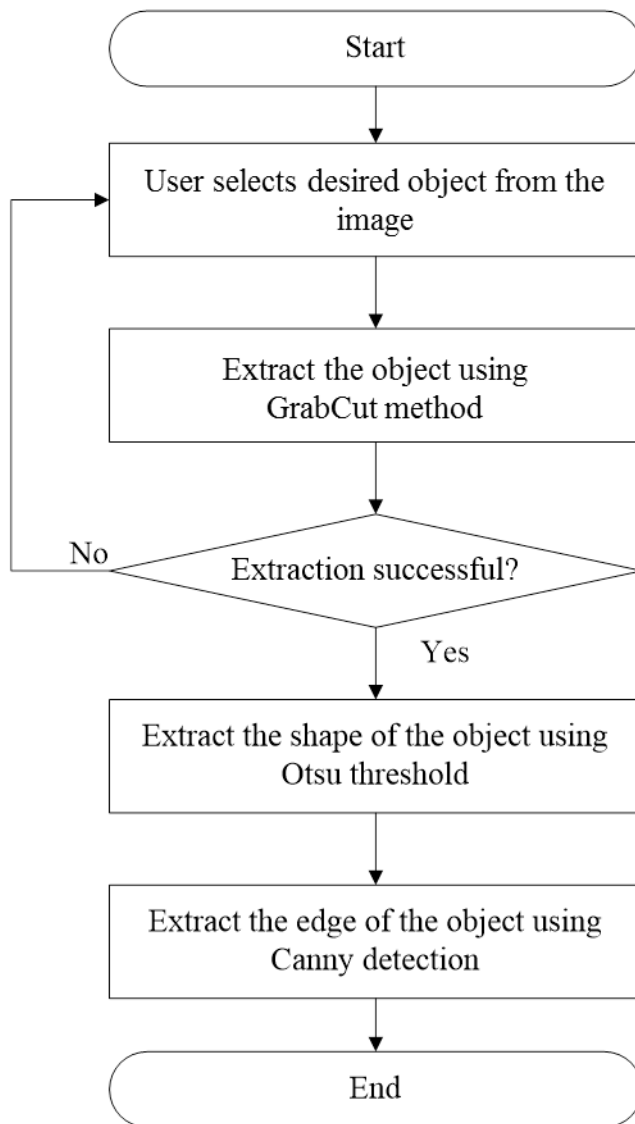 Start
User selects desired object from the
image
Extract the object using
GrabCut method
No
Extraction successful?
Yes
Extract the shape of the object using
Otsu threshold
Extract the edge of the object using
Canny detection
End